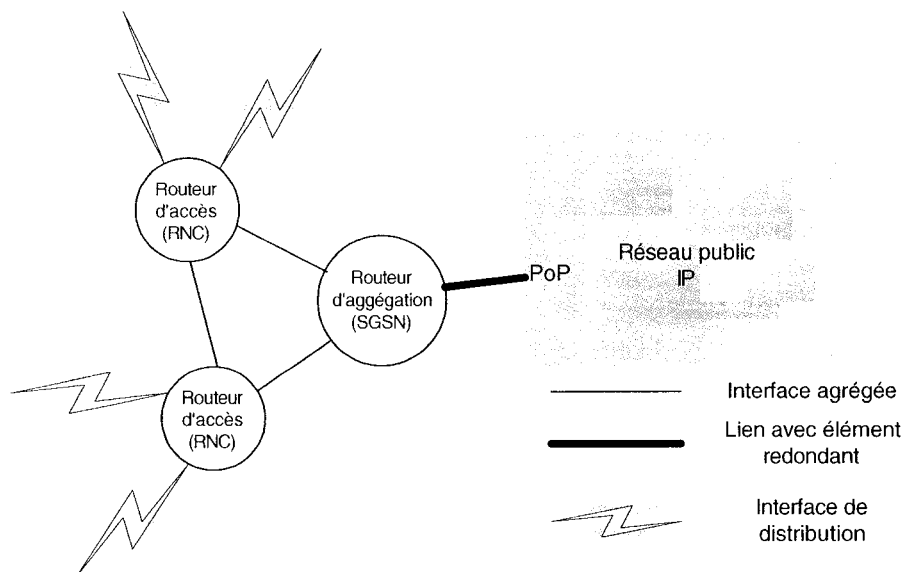 Routeur
d'accès
(RNC)
Routeur
d'aggégation
(SGSN)
PoP
Réseau public
IP
Routeur
d'accès
(RNC)
Interface agrégée
Lien avec élément
redondant
Interface de
distribution